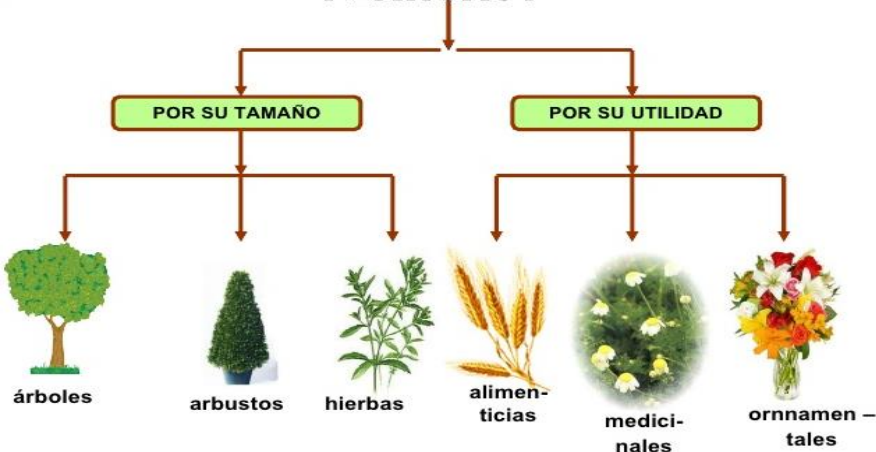 POR SU TAMAÑO
POR SU UTILIDAD
árboles
arbustos
hierbas
alimen-
ticias
medici-
nales
ornnamen –
tales